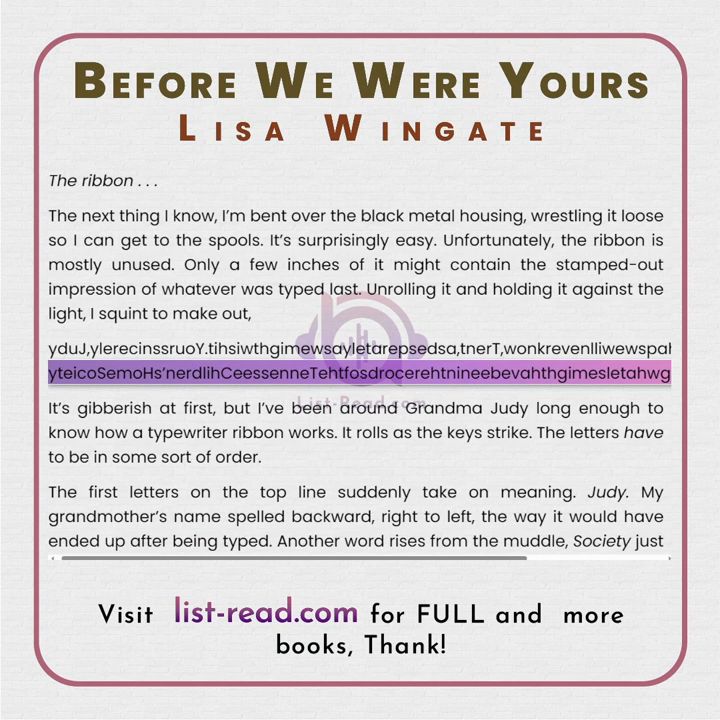 BEFORE WE WERE YOURS
LISA WINGATE
The ribbon . . .
The next thing I know, I’m bent over the black metal housing, wrestling it loose
so I can get to the spools. It’s surprisingly easy. Unfortunately, the ribbon is
mostly unused. Only a few inches of it might contain the stamped-out
impression of whatever was typed last. Unrolling it and holding it against the
light, I squint to make out,
yduJ,ylerecinssruoY.tihsiwthgimewsayletarepsedsa,tnerT,wonkrevenlliwewspal
yteicoSemoHs’nerdlihCeessenneTehtfosdrocerehtnineebevahthgimesletahwg
List-Read.com
It’s gibberish at first, but I’ve been around Grandma Judy long enough to
know how a typewriter ribbon works. It rolls as the keys strike. The letters have
to be in some sort of order.
The first letters on the top line suddenly take on meaning. Judy. My
grandmother’s name spelled backward, right to left, the way it would have
ended up after being typed. Another word rises from the muddle, Society just
Visit list-read.com for FULL and more
books, Thank!